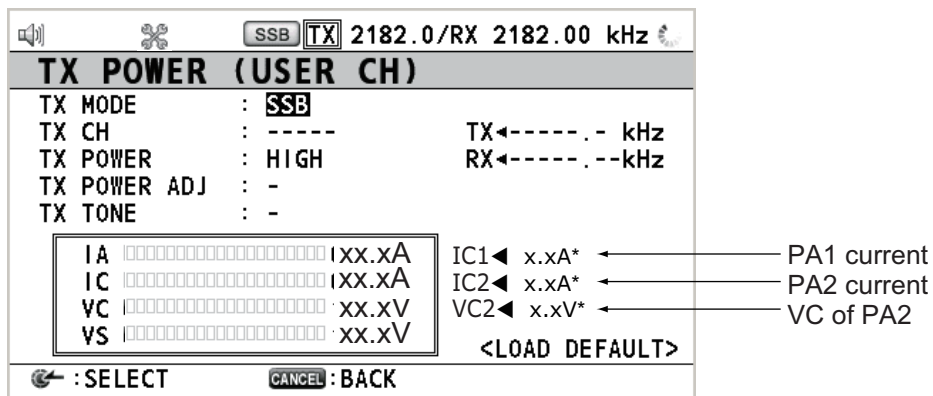 SSB TX 2182.0/RX 2182.00 kHz
TX POWER (USER CH)
TX MODE : SSB
TX CH : ----- TX◄-----.- kHz
TX POWER : HIGH RX◄-----.--kHz
TX POWER ADJ : -
TX TONE : -
IA xx.xA IC1◄ x.xA* PA1 current
IC xx.xA IC2◄ x.xA* PA2 current
VC xx.xV VC2◄ x.xV* VC of PA2
VS xx.xV
<LOAD DEFAULT>
:SELECT CANCEL:BACK